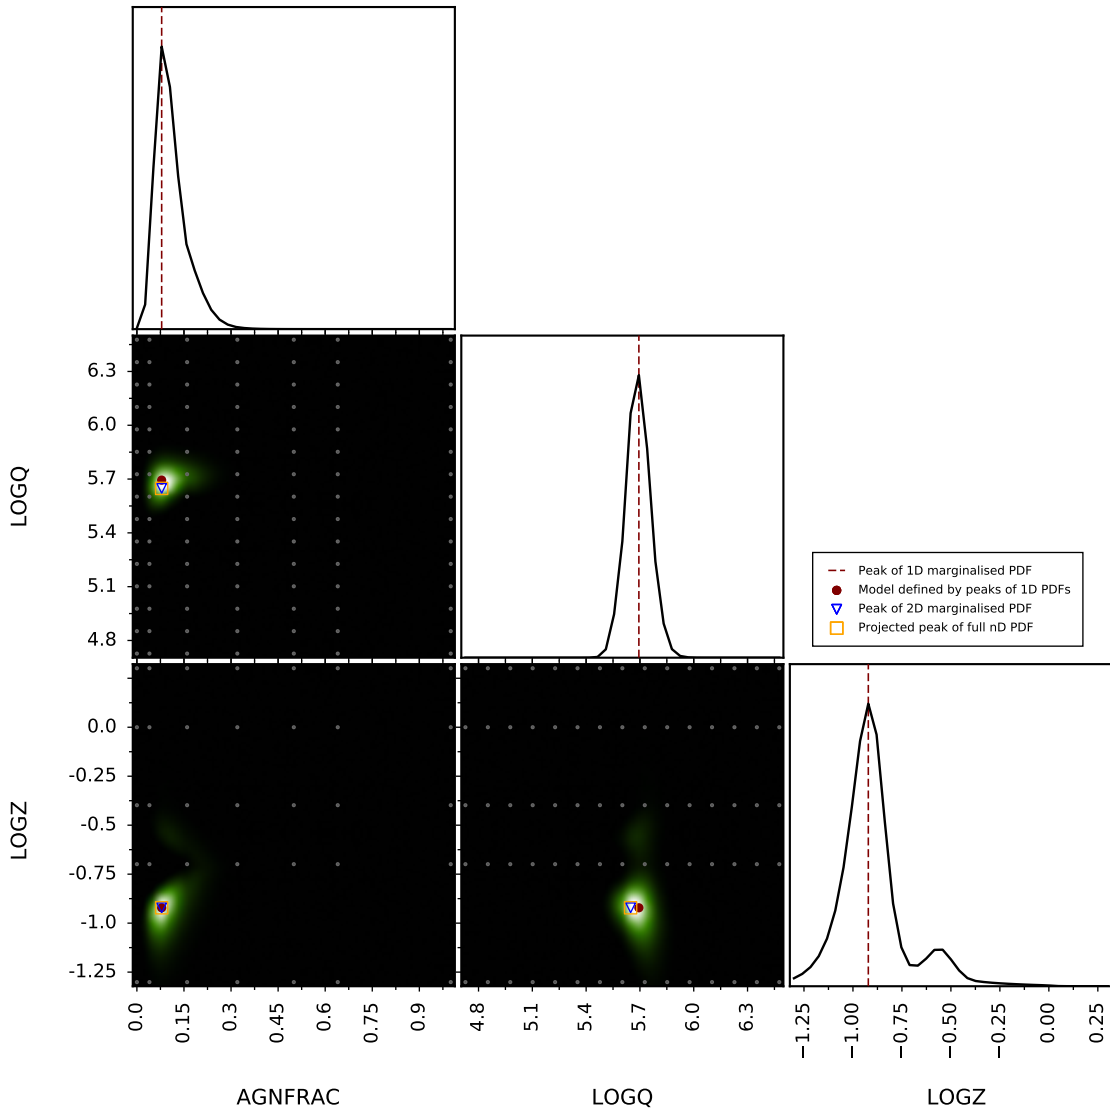 LOGQ
6.3
6.0
5.7
5.4
5.1
4.8
Peak of 1D marginalised PDF
Model defined by peaks of 1D PDFs
Peak of 2D marginalised PDF
Projected peak of full nD PDF
LOGZ
0.0
-0.25
-0.5
-0.75
-1.0
-1.25
0.0 0.15 0.3 0.45 0.6 0.75 0.9
4.8 5.1 5.4 5.7 6.0 6.3
−1.25 −1.00 −0.75 −0.50 −0.25 0.00 0.25
AGNFRAC LOGQ LOGZ